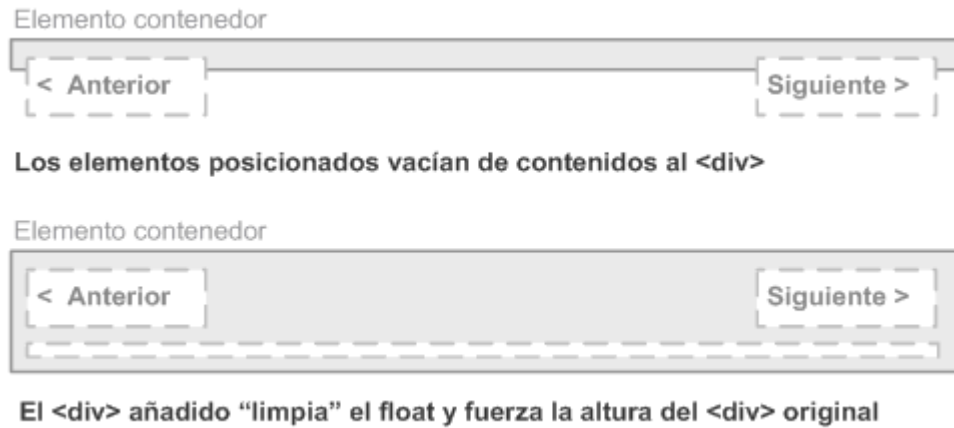 Elemento contenedor
< Anterior
Siguiente >
Los elementos posicionados vacían de contenidos al <div>
Elemento contenedor
< Anterior
Siguiente >
El <div> añadido “limpia” el float y fuerza la altura del <div> original